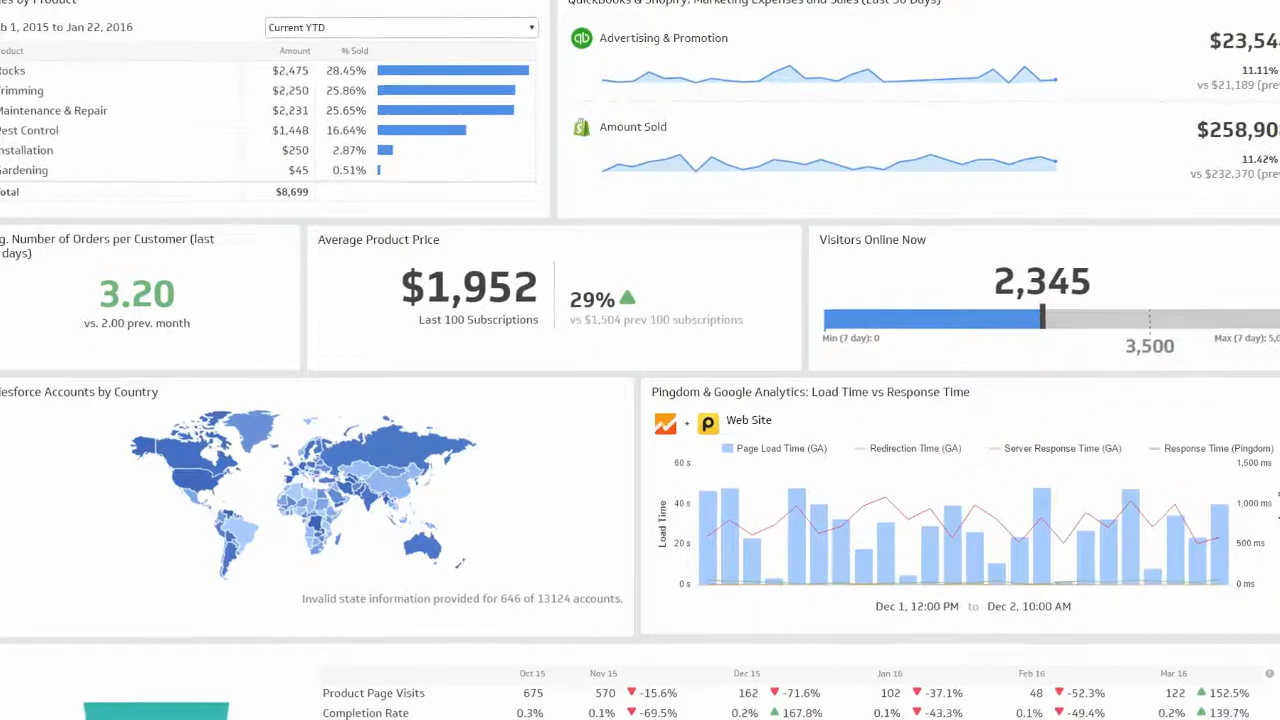 b 1, 2015 to Jan 22, 2016
Current YTD
Amount % Sold
ocks $2,475 28.45%
rimming $2,250 25.86%
Maintenance & Repair $2,231 25.65%
est Control $1,448 16.64%
nstallation $250 2.87%
Gardening $45 0.51%
otal $8,699
QuickBooks & Shopify: Marketing Expenses and Sales (Last 30 Days)
qb Advertising & Promotion
$23,54
11.11%
vs $21,189 (prev
Amount Sold
$258,90
11.42%
vs $232,370 (prev
g. Number of Orders per Customer (last
days)
3.20
vs. 2.00 prev. month
Average Product Price
$1,952
Last 100 Subscriptions
29%
vs $1,504 prev 100 subscriptions
Visitors Online Now
2,345
Min (7 day): 0
3,500
Max (7 day): 5,0
lesforce Accounts by Country
Invalid state information provided for 646 of 13124 accounts.
Pingdom & Google Analytics: Load Time vs Response Time
+ p Web Site
Page Load Time (GA) Redirection Time (GA) Server Response Time (GA) Response Time (Pingdom)
60 s 1,500 ms
40 s 1,000 ms
20 s 500 ms
0 s 0 ms
Load Time
Dec 1, 12:00 PM to Dec 2, 10:00 AM
Oct 15 Nov 15 Dec 15 Jan 16 Feb 16 Mar 16 ?
Product Page Visits 675 570 -15.6% 162 -71.6% 102 -37.1% 48 -52.3% 122 152.5%
Completion Rate 0.3% 0.1% -69.5% 0.2% 167.8% 0.1% -43.3% 0.1% -49.4% 0.2% 139.7%